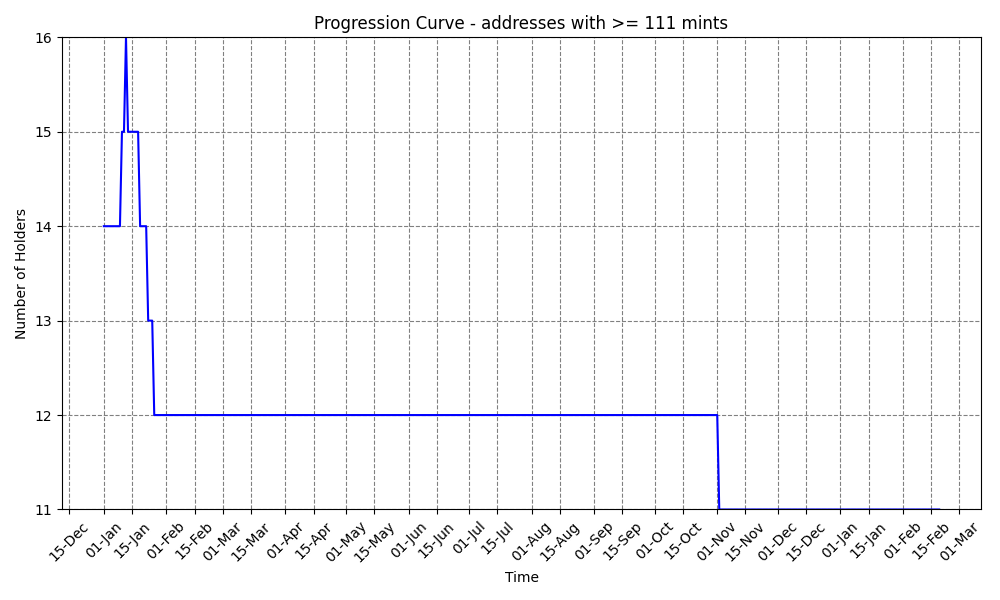 Progression Curve - addresses with >= 111 mints
Number of Holders
16
15
14
13
12
11
15-Dec
01-Jan
15-Jan
01-Feb
15-Feb
01-Mar
15-Mar
01-Apr
15-Apr
01-May
15-May
01-Jun
15-Jun
01-Jul
15-Jul
01-Aug
15-Aug
01-Sep
15-Sep
01-Oct
15-Oct
01-Nov
15-Nov
01-Dec
15-Dec
01-Jan
15-Jan
01-Feb
15-Feb
01-Mar
Time